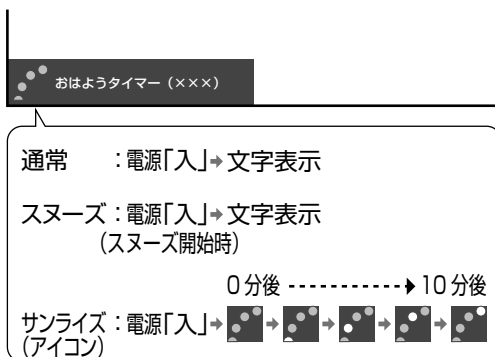 おはようタイマー（×××）
通常　　：電源「入」➔文字表示
スヌーズ：電源「入」➔文字表示
（スヌーズ開始時）
0分後 ------------▶10分後
サンライズ：電源「入」➔ ➔ ➔ ➔ ➔
（アイコン）